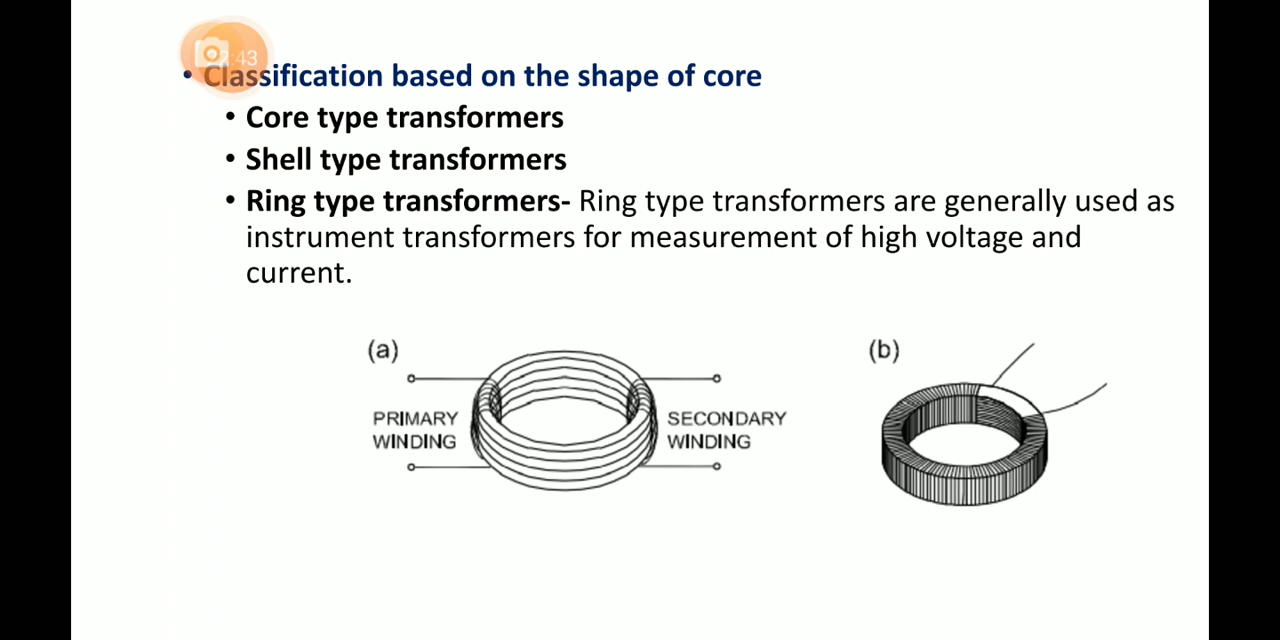 • Classification based on the shape of core
• Core type transformers
• Shell type transformers
• Ring type transformers- Ring type transformers are generally used as
instrument transformers for measurement of high voltage and
current.
(a)
PRIMARY
WINDING
SECONDARY
WINDING
(b)